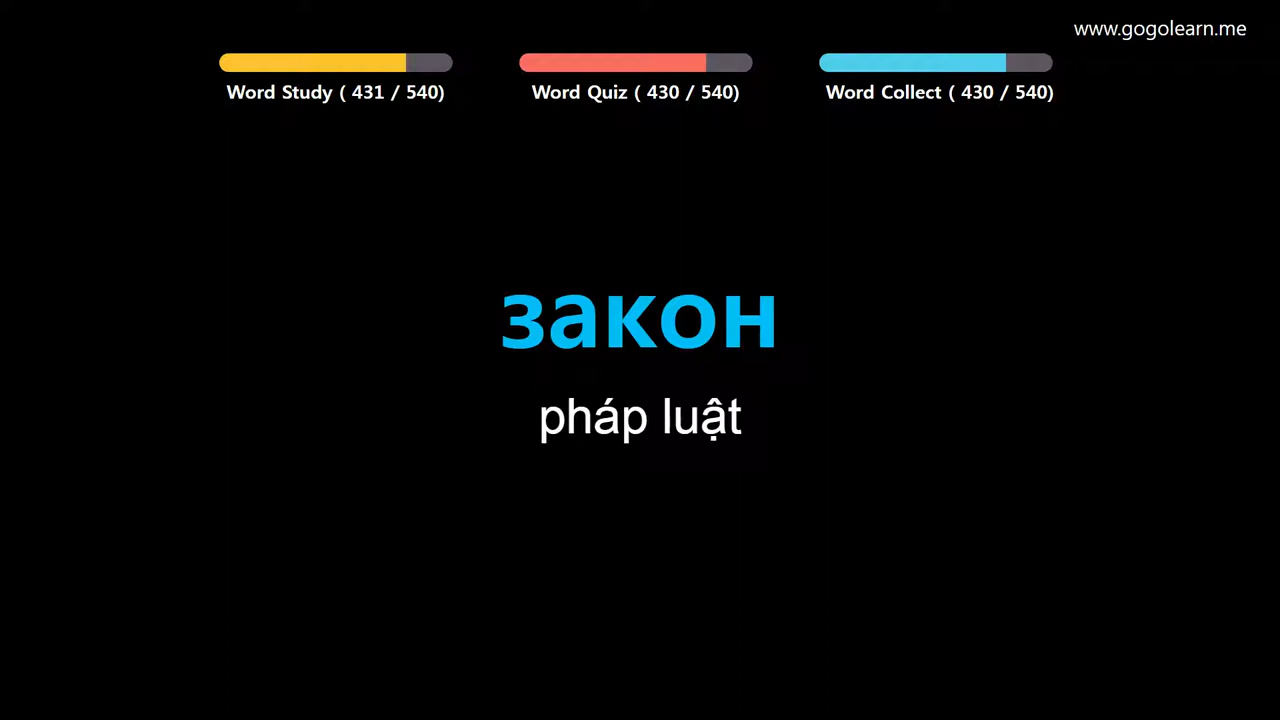 www.gogolearn.me
Word Study ( 431 / 540)
Word Quiz ( 430 / 540)
Word Collect ( 430 / 540)
закон
pháp luật